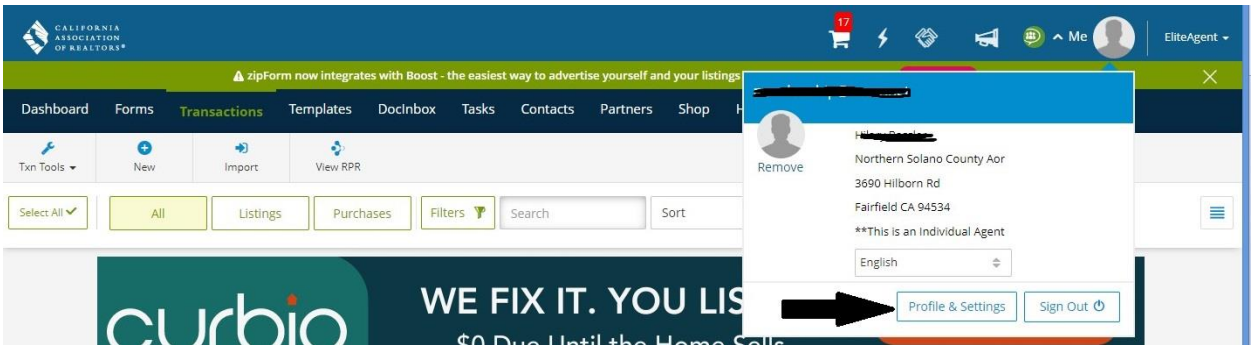 CALIFORNIA
ASSOCIATION
OF REALTORS®
17
Me
EliteAgent
zipForm now integrates with Boost - the easiest way to advertise yourself and your listings
Dashboard Forms Transactions Templates DocInbox Tasks Contacts Partners Shop H
Txn Tools New Import View RPR
Select All All Listings Purchases Filters Search Sort
Remove
Northern Solano County Aor
3690 Hilborn Rd
Fairfield CA 94534
**This is an Individual Agent
English
Profile & Settings Sign Out
curbio
WE FIX IT. YOU LIS
$0 Due Until the Home Sells